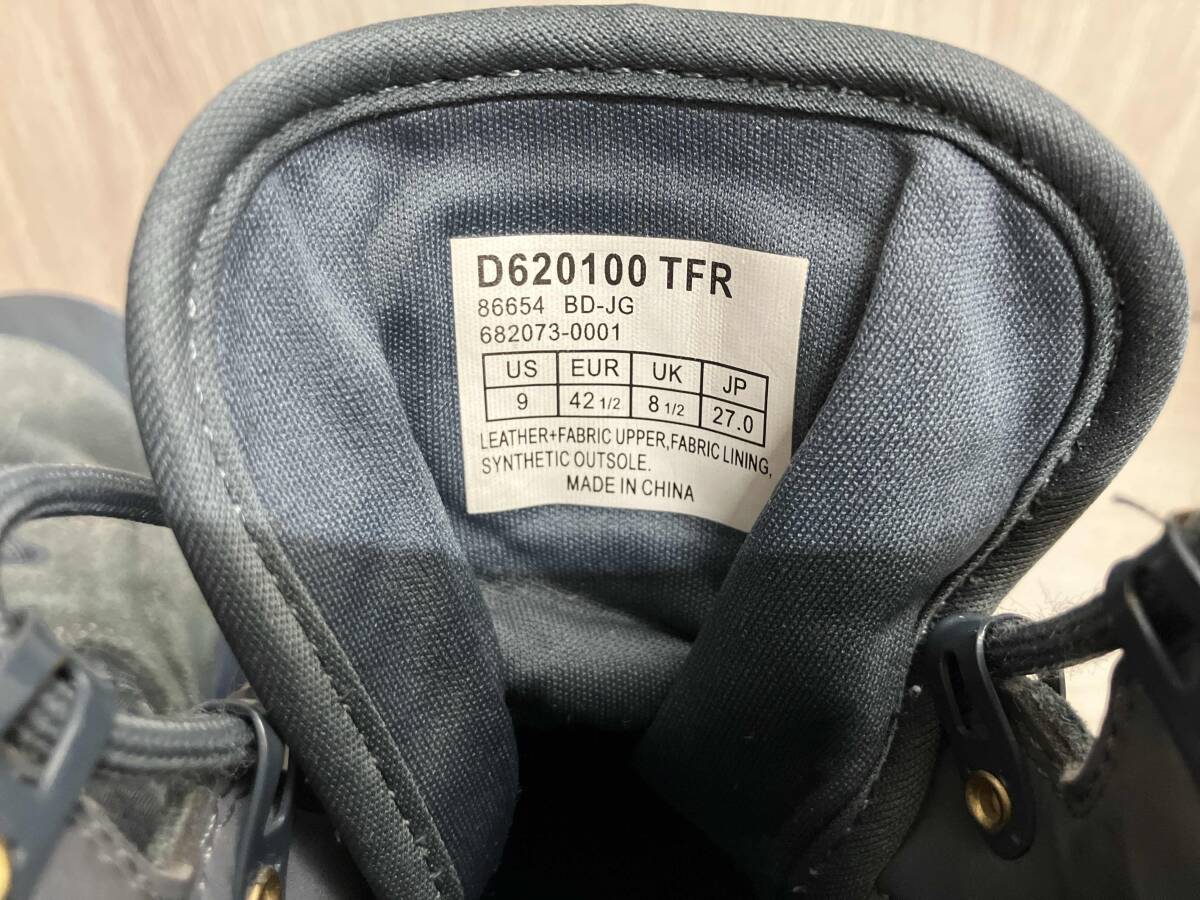 D620100 TFR
86654 BD-JG
682073-0001
US EUR UK JP
9 42 1/2 8 1/2 27.0
LEATHER+FABRIC UPPER,FABRIC LINING,
SYNTHETIC OUTSOLE.
MADE IN CHINA